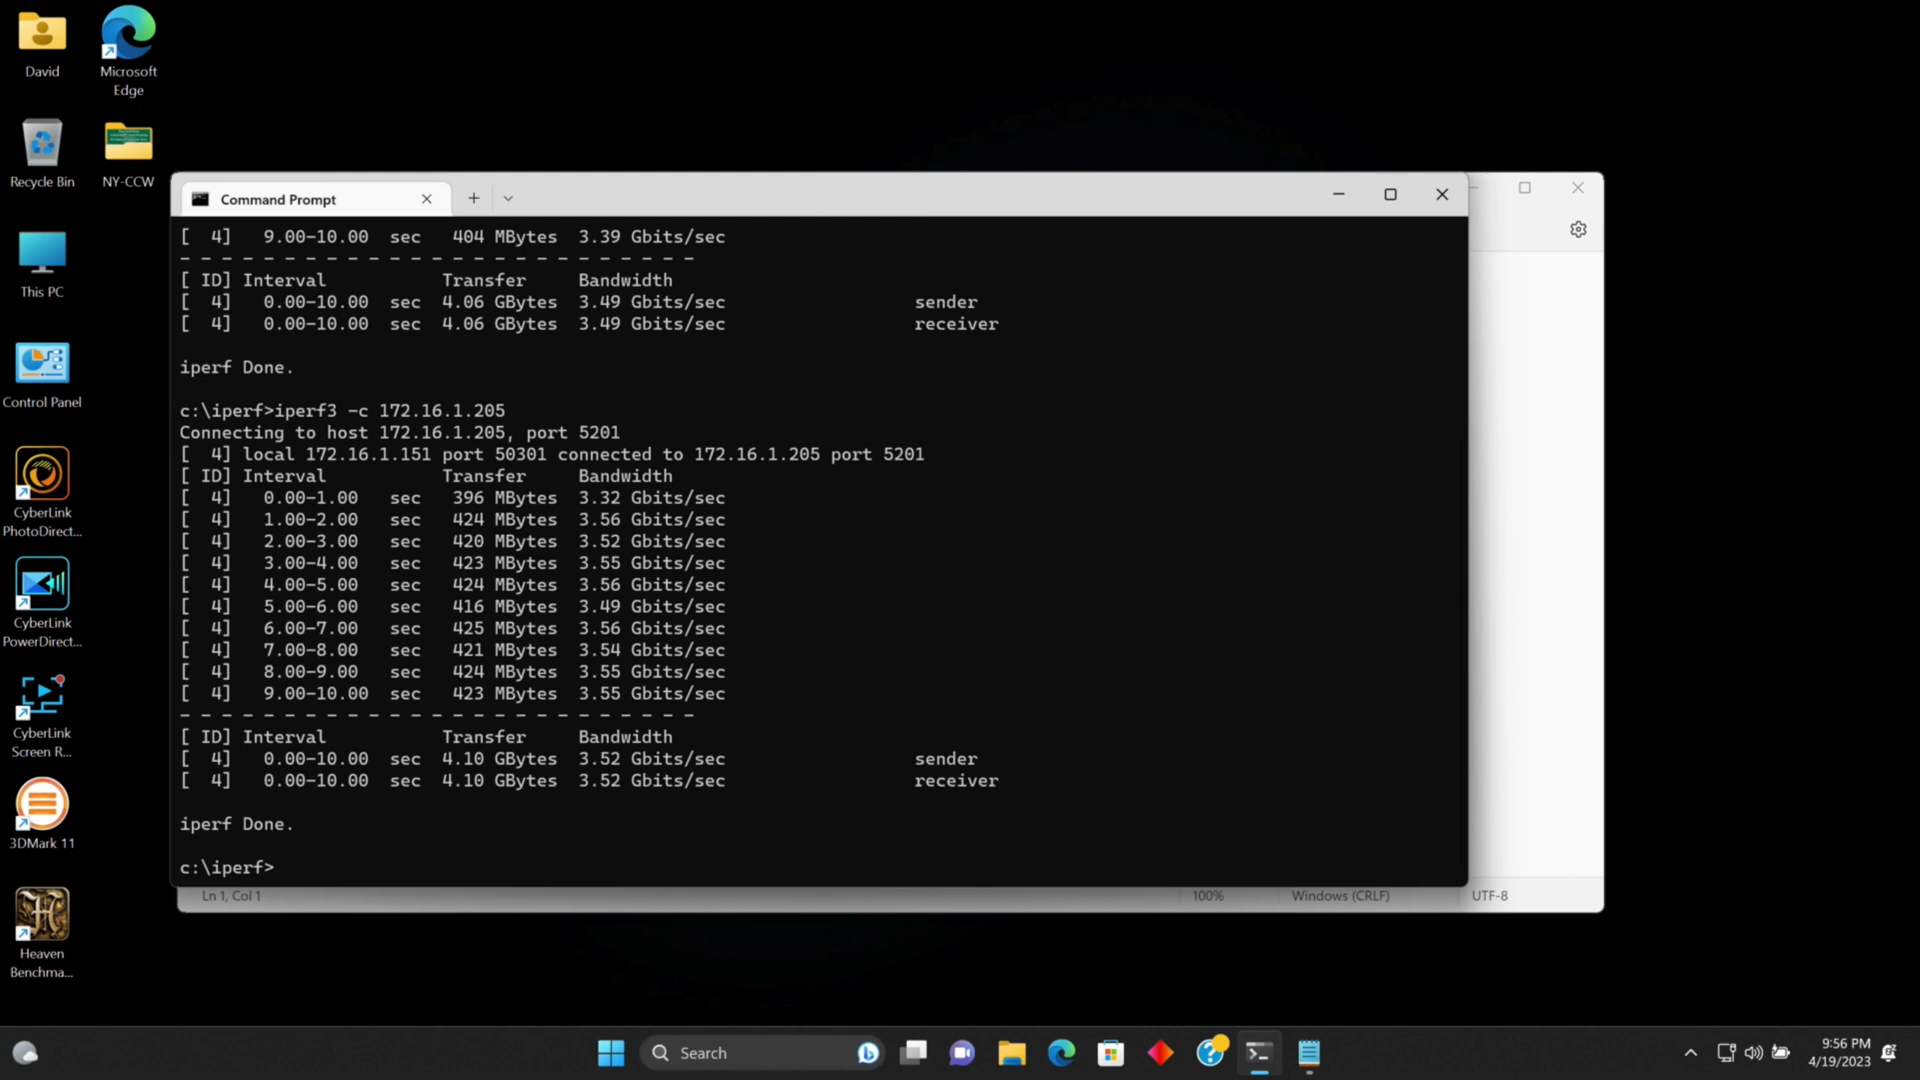 David
Microsoft
Edge
Recycle Bin
NY-CCW
This PC
Control Panel
CyberLink
PhotoDirect...
CyberLink
PowerDirect...
CyberLink
Screen R...
3DMark 11
Heaven
Benchma...
Command Prompt
[  4]   9.00-10.00  sec   404 MBytes  3.39 Gbits/sec
- - - - - - - - - - - - - - - - - - - - - - - - -
[ ID] Interval           Transfer     Bandwidth
[  4]   0.00-10.00  sec  4.06 GBytes  3.49 Gbits/sec                  sender
[  4]   0.00-10.00  sec  4.06 GBytes  3.49 Gbits/sec                  receiver
iperf Done.
c:\iperf>iperf3 -c 172.16.1.205
Connecting to host 172.16.1.205, port 5201
[  4] local 172.16.1.151 port 50301 connected to 172.16.1.205 port 5201
[ ID] Interval           Transfer     Bandwidth
[  4]   0.00-1.00   sec   396 MBytes  3.32 Gbits/sec
[  4]   1.00-2.00   sec   424 MBytes  3.56 Gbits/sec
[  4]   2.00-3.00   sec   420 MBytes  3.52 Gbits/sec
[  4]   3.00-4.00   sec   423 MBytes  3.55 Gbits/sec
[  4]   4.00-5.00   sec   424 MBytes  3.56 Gbits/sec
[  4]   5.00-6.00   sec   416 MBytes  3.49 Gbits/sec
[  4]   6.00-7.00   sec   425 MBytes  3.56 Gbits/sec
[  4]   7.00-8.00   sec   421 MBytes  3.54 Gbits/sec
[  4]   8.00-9.00   sec   424 MBytes  3.55 Gbits/sec
[  4]   9.00-10.00  sec   423 MBytes  3.55 Gbits/sec
- - - - - - - - - - - - - - - - - - - - - - - - -
[ ID] Interval           Transfer     Bandwidth
[  4]   0.00-10.00  sec  4.10 GBytes  3.52 Gbits/sec                  sender
[  4]   0.00-10.00  sec  4.10 GBytes  3.52 Gbits/sec                  receiver
iperf Done.
c:\iperf>
Ln 1, Col 1
100%
Windows (CRLF)
UTF-8
Search
9:56 PM
4/19/2023